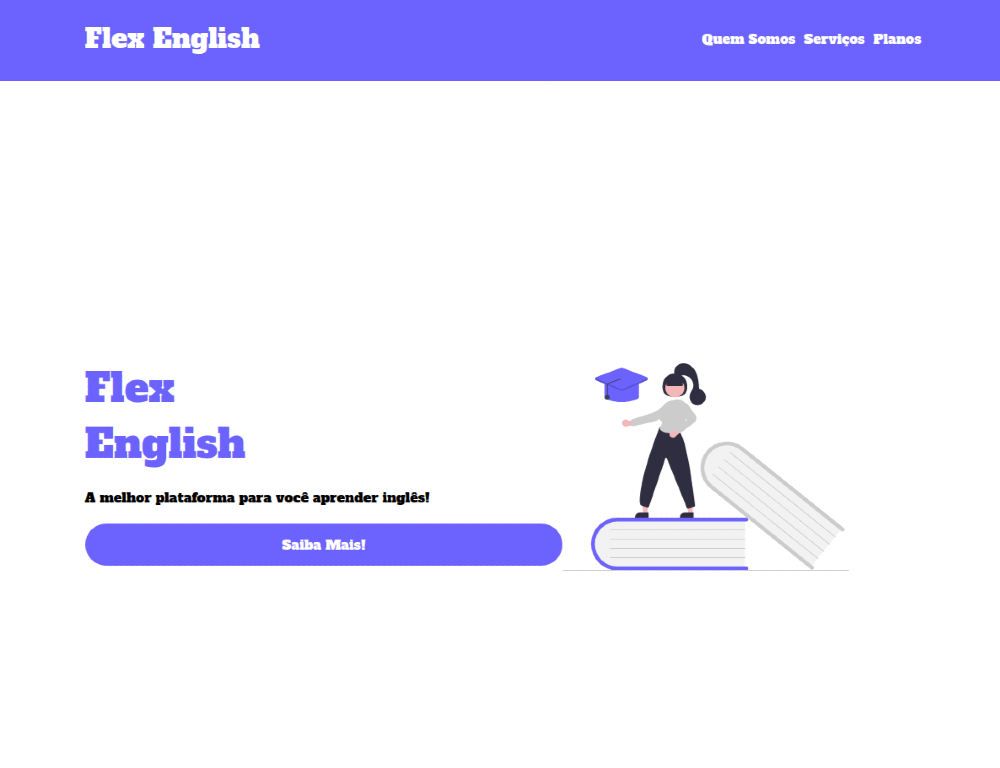 Flex English
Quem Somos Serviços Planos
Flex
English
A melhor plataforma para você aprender inglês!
Saiba Mais!